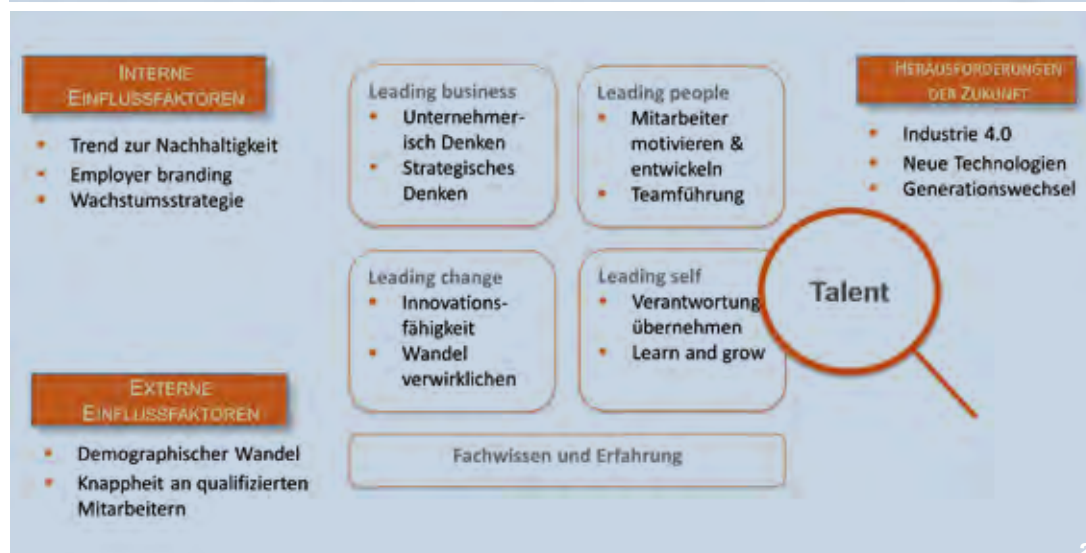 INTERNE
EINFLUSSFAKTOREN
Trend zur Nachhaltigkeit
Employer branding
Wachstumsstrategie
EXTERNE
EINFLUSSFAKTOREN
Demographischer Wandel
Knappheit an qualifizierten
Mitarbeitern
Leading business
Unternehmer-
isch Denken
Strategisches
Denken
Leading people
Mitarbeiter
motivieren &
entwickeln
Teamführung
Leading change
Innovations-
fähigkeit
Wandel
verwirklichen
Leading self
Verantwortung
übernehmen
Learn and grow
Fachwissen und Erfahrung
HERAUSFORDERUNGEN
DER ZUKUNFT
Industrie 4.0
Neue Technologien
Generationswechsel
Talent